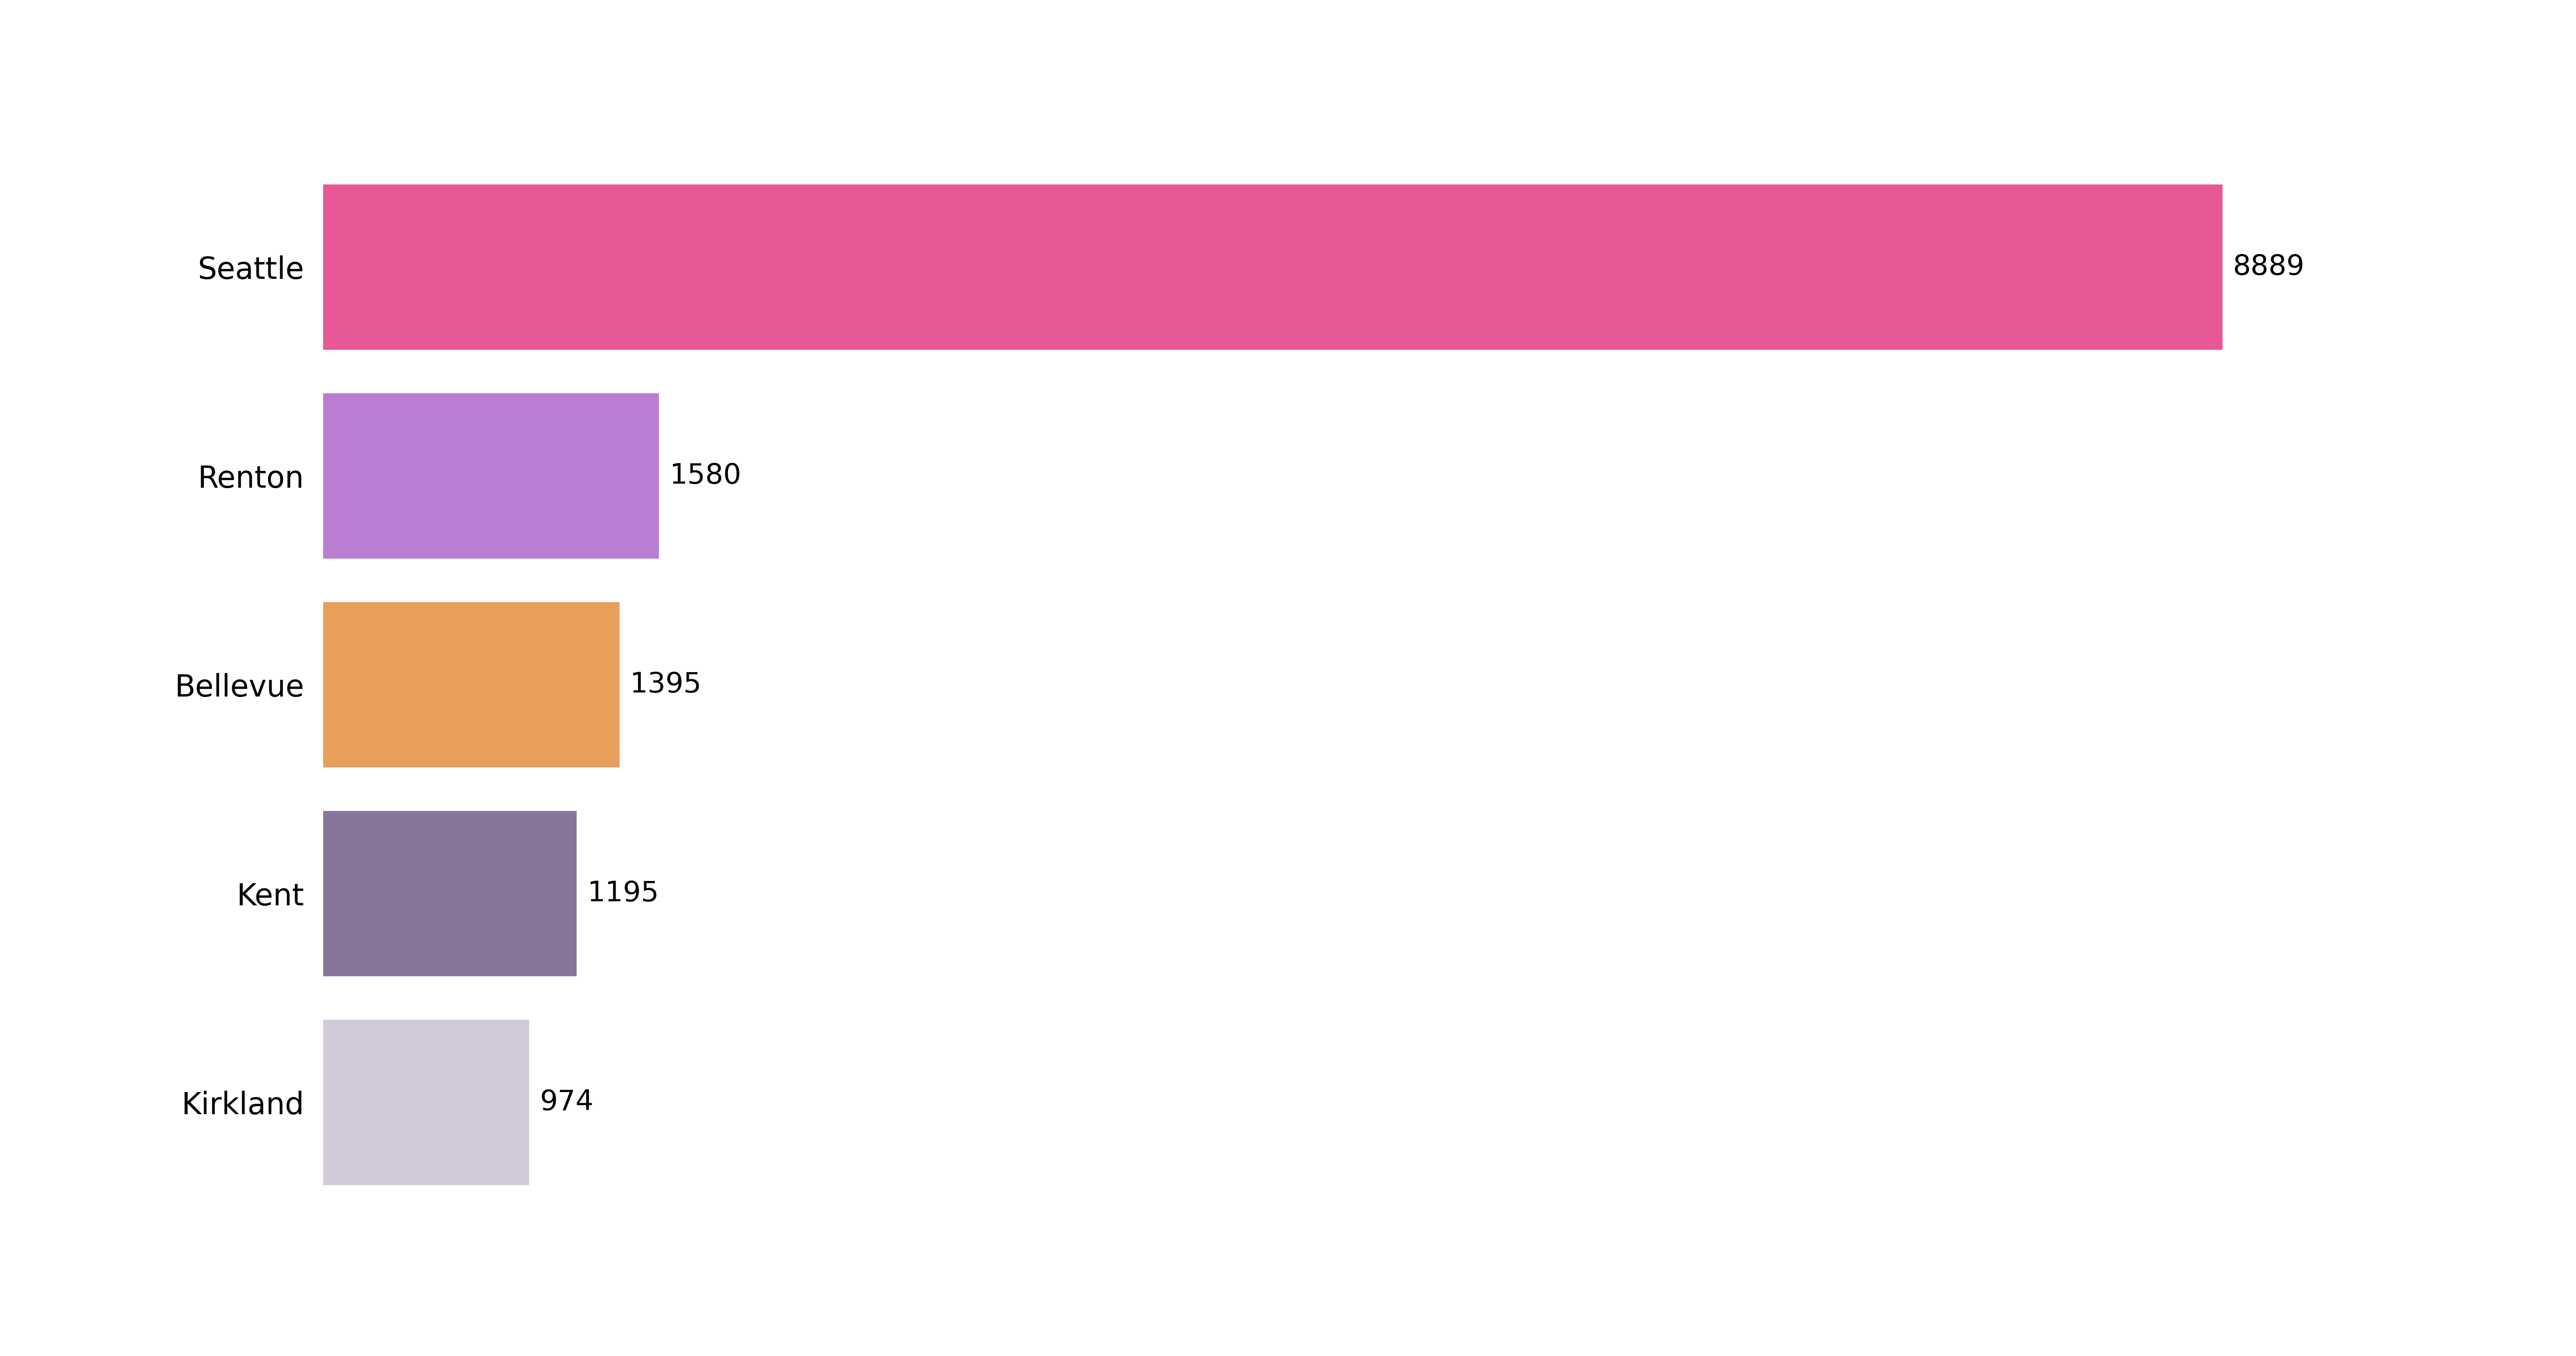 Seattle 8889
Renton 1580
Bellevue 1395
Kent 1195
Kirkland 974